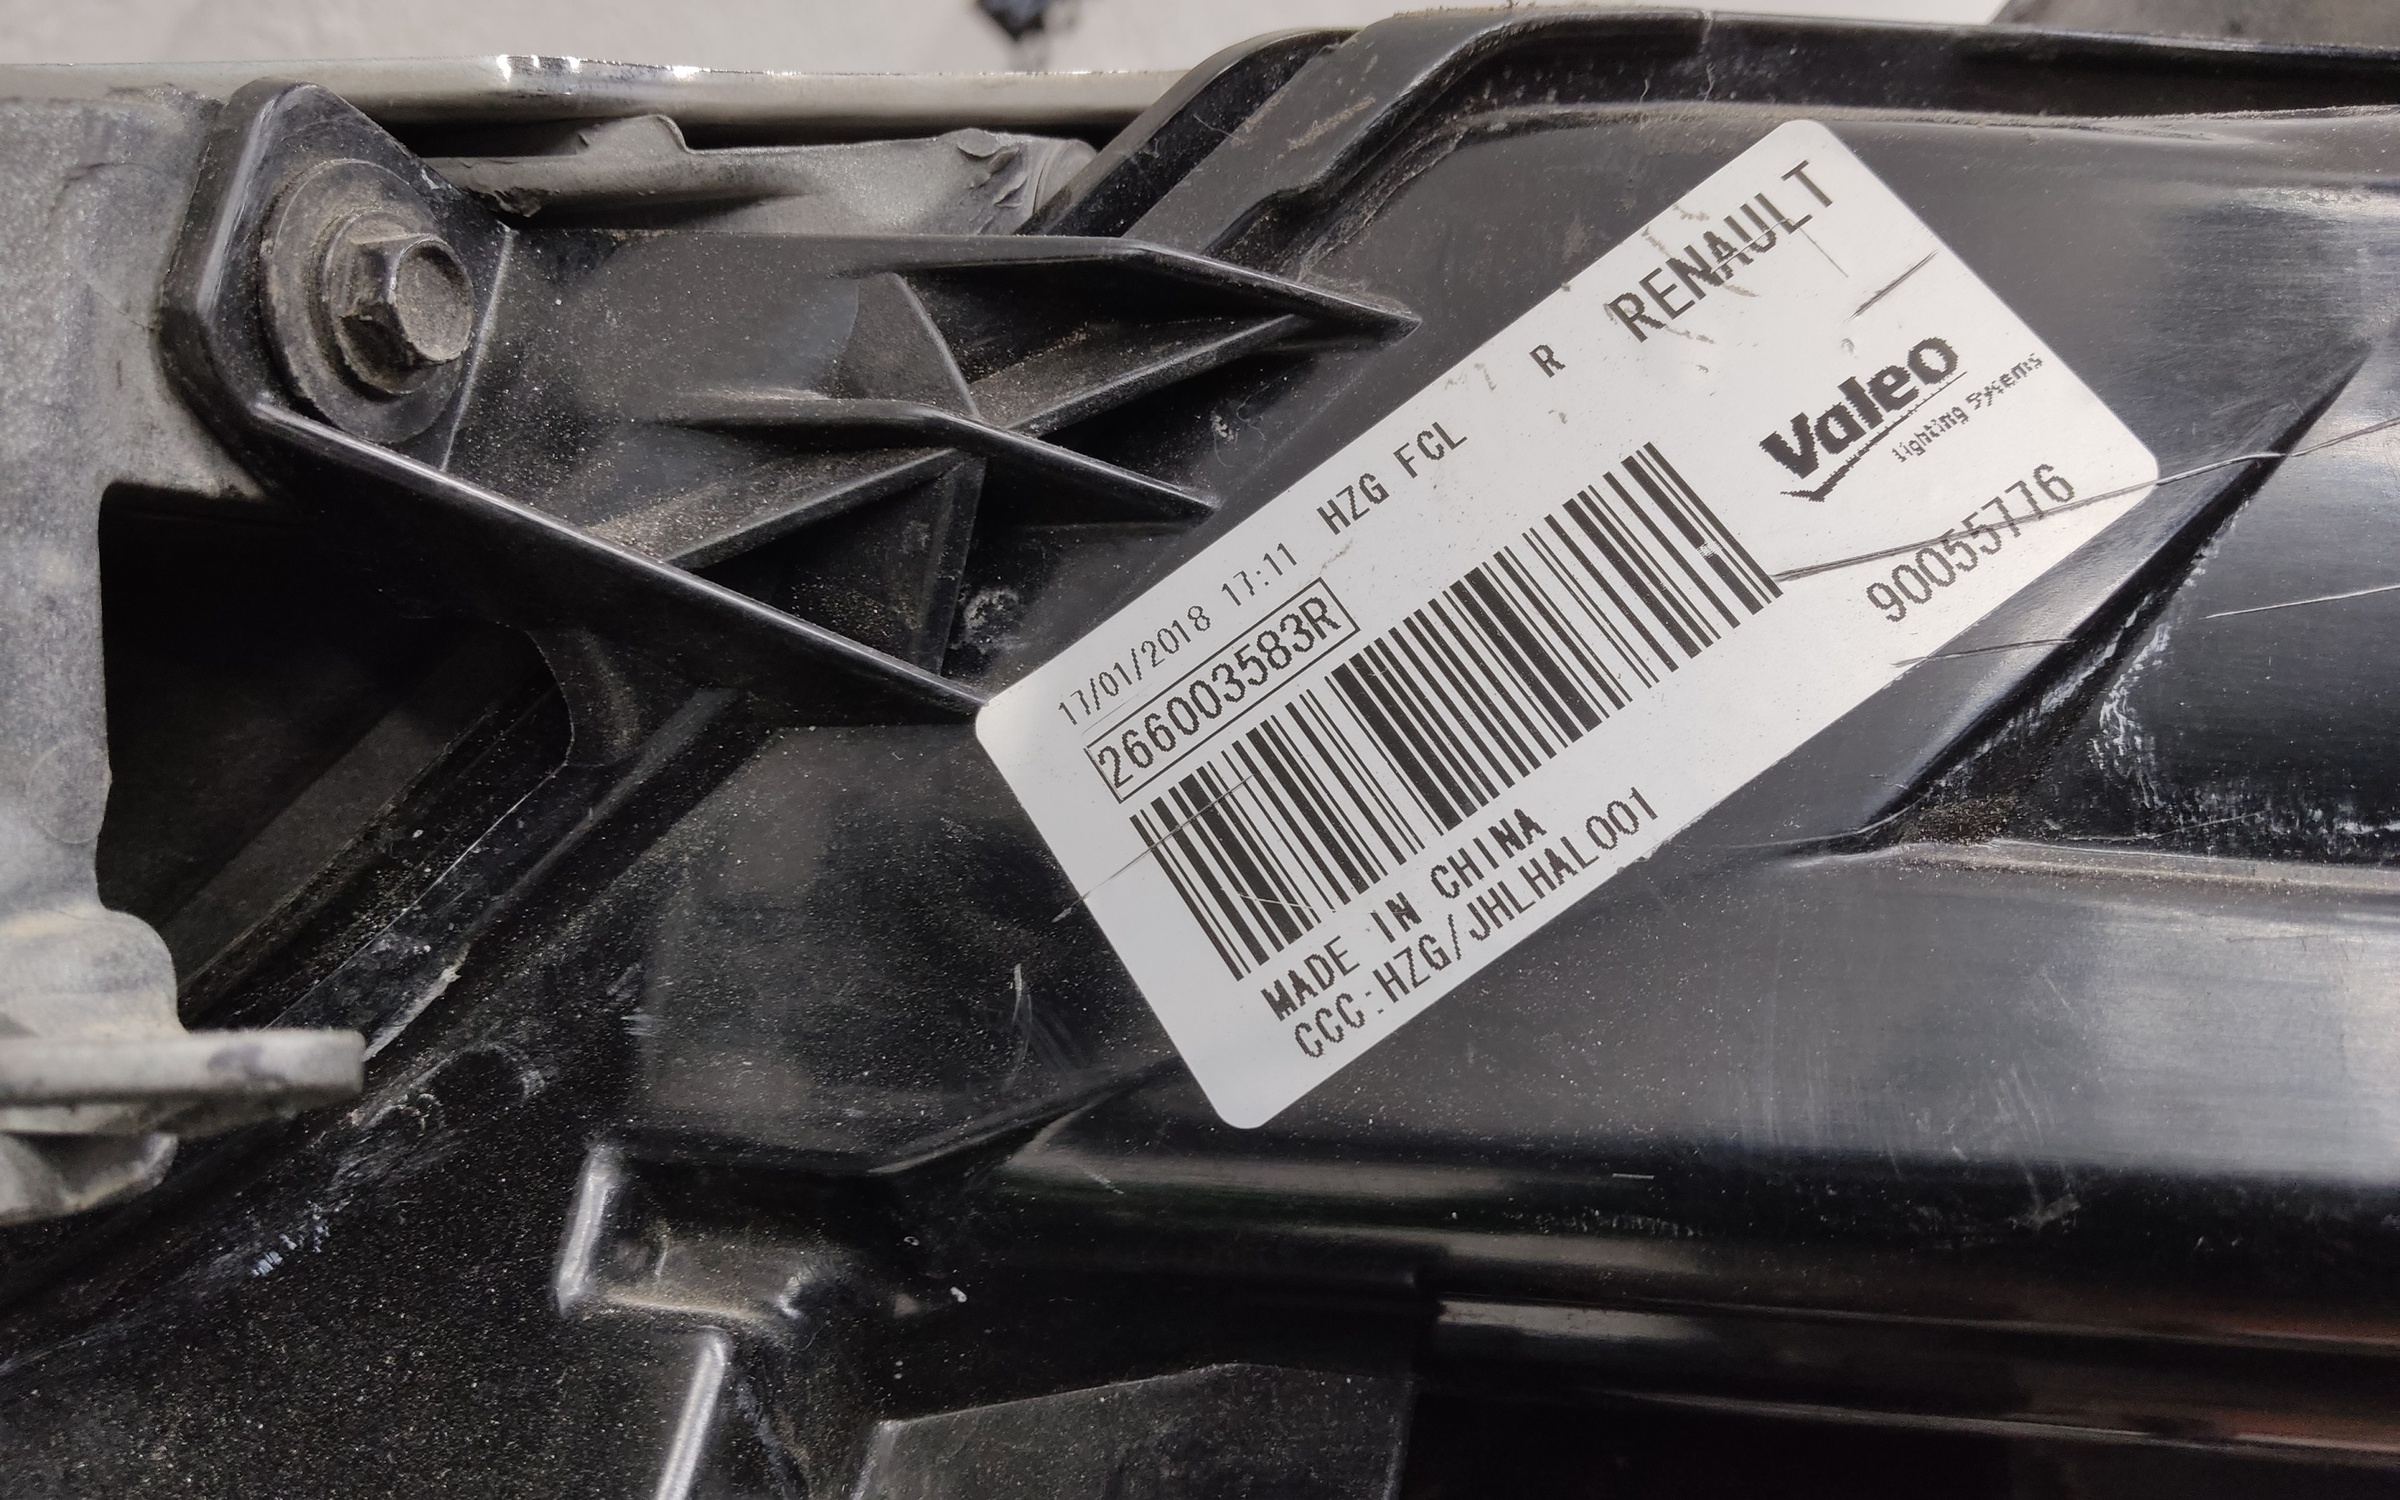 17/01/2018 17:11 HZG FCL R RENAULT
266003583R
Valeo
Lighting Systems
90055776
MADE IN CHINA
CCC:HZG/JHLHAL001